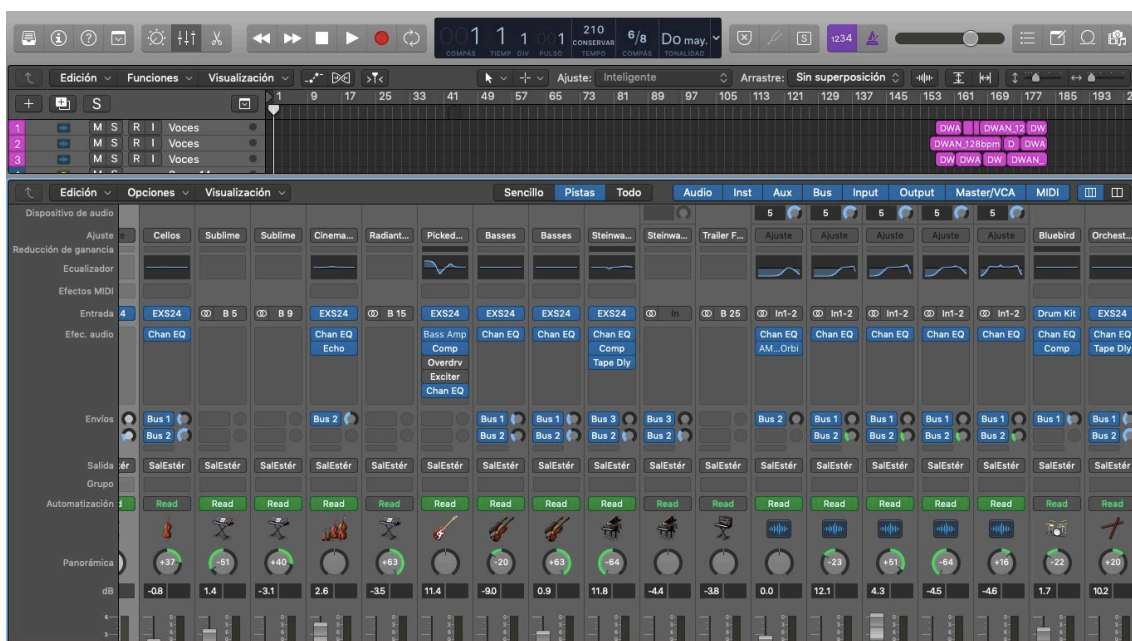 001 1 1 1 001 210 CONSERVAR 6/8 Do may.
COMPÁS TIEMP DIV PULSO TEMPO COMPÁS TONALIDAD
S 1234
Edición Funciones Visualización Ajuste: Inteligente Arrastre: Sin superposición
S 1 9 17 25 33 41 49 57 65 73 81 89 97 105 113 121 129 137 145 153 161 169 177 185 193
1 M S R I Voces DWA DWAN_12 DW
2 M S R I Voces DWAN_128bpm D DWA
3 M S R I Voces DW DWA DW DWAN_
Edición Opciones Visualización Sencillo Pistas Todo Audio Inst Aux Bus Input Output Master/VCA MIDI
Dispositivo de audio 5 5 5 5 5
Ajuste Cellos Sublime Sublime Cinema... Radiant... Picked... Basses Basses Steinwa... Steinwa... Trailer F... Ajuste Ajuste Ajuste Ajuste Ajuste Bluebird Orchest...
Reducción de ganancia
Ecualizador
Efectos MIDI
Entrada 4 EXS24 B 5 B 9 EXS24 B 15 EXS24 EXS24 EXS24 EXS24 In B 25 In1-2 In1-2 In1-2 In1-2 In1-2 Drum Kit EXS24
Efec. audio Chan EQ Chan EQ Bass Amp Chan EQ Chan EQ Chan EQ Chan EQ Chan EQ Chan EQ Chan EQ Chan EQ Chan EQ Chan EQ
Echo Comp Comp AM...Orbi Comp Tape Dly
Overdrv Tape Dly
Exciter
Chan EQ
Envíos Bus 1 Bus 2 Bus 1 Bus 1 Bus 3 Bus 3 Bus 2 Bus 1 Bus 1 Bus 1 Bus 1 Bus 1 Bus 1
Bus 2 Bus 2 Bus 2 Bus 2 Bus 2 Bus 2 Bus 2 Bus 2 Bus 2 Bus 2
Salida ér SalEstér SalEstér SalEstér SalEstér SalEstér SalEstér SalEstér SalEstér SalEstér SalEstér SalEstér SalEstér SalEstér SalEstér SalEstér SalEstér SalEstér SalEstér
Grupo
Automatización d Read Read Read Read Read Read Read Read Read Read Read Read Read Read Read Read Read Read
Panorámica +37 -51 +40 +63 -20 +63 -64 -23 +51 -64 +16 -22 +20
dB -0.8 1.4 -3.1 2.6 -3.5 11.4 -9.0 0.9 11.8 -4.4 -3.8 0.0 12.1 4.3 -4.5 -4.6 1.7 10.2